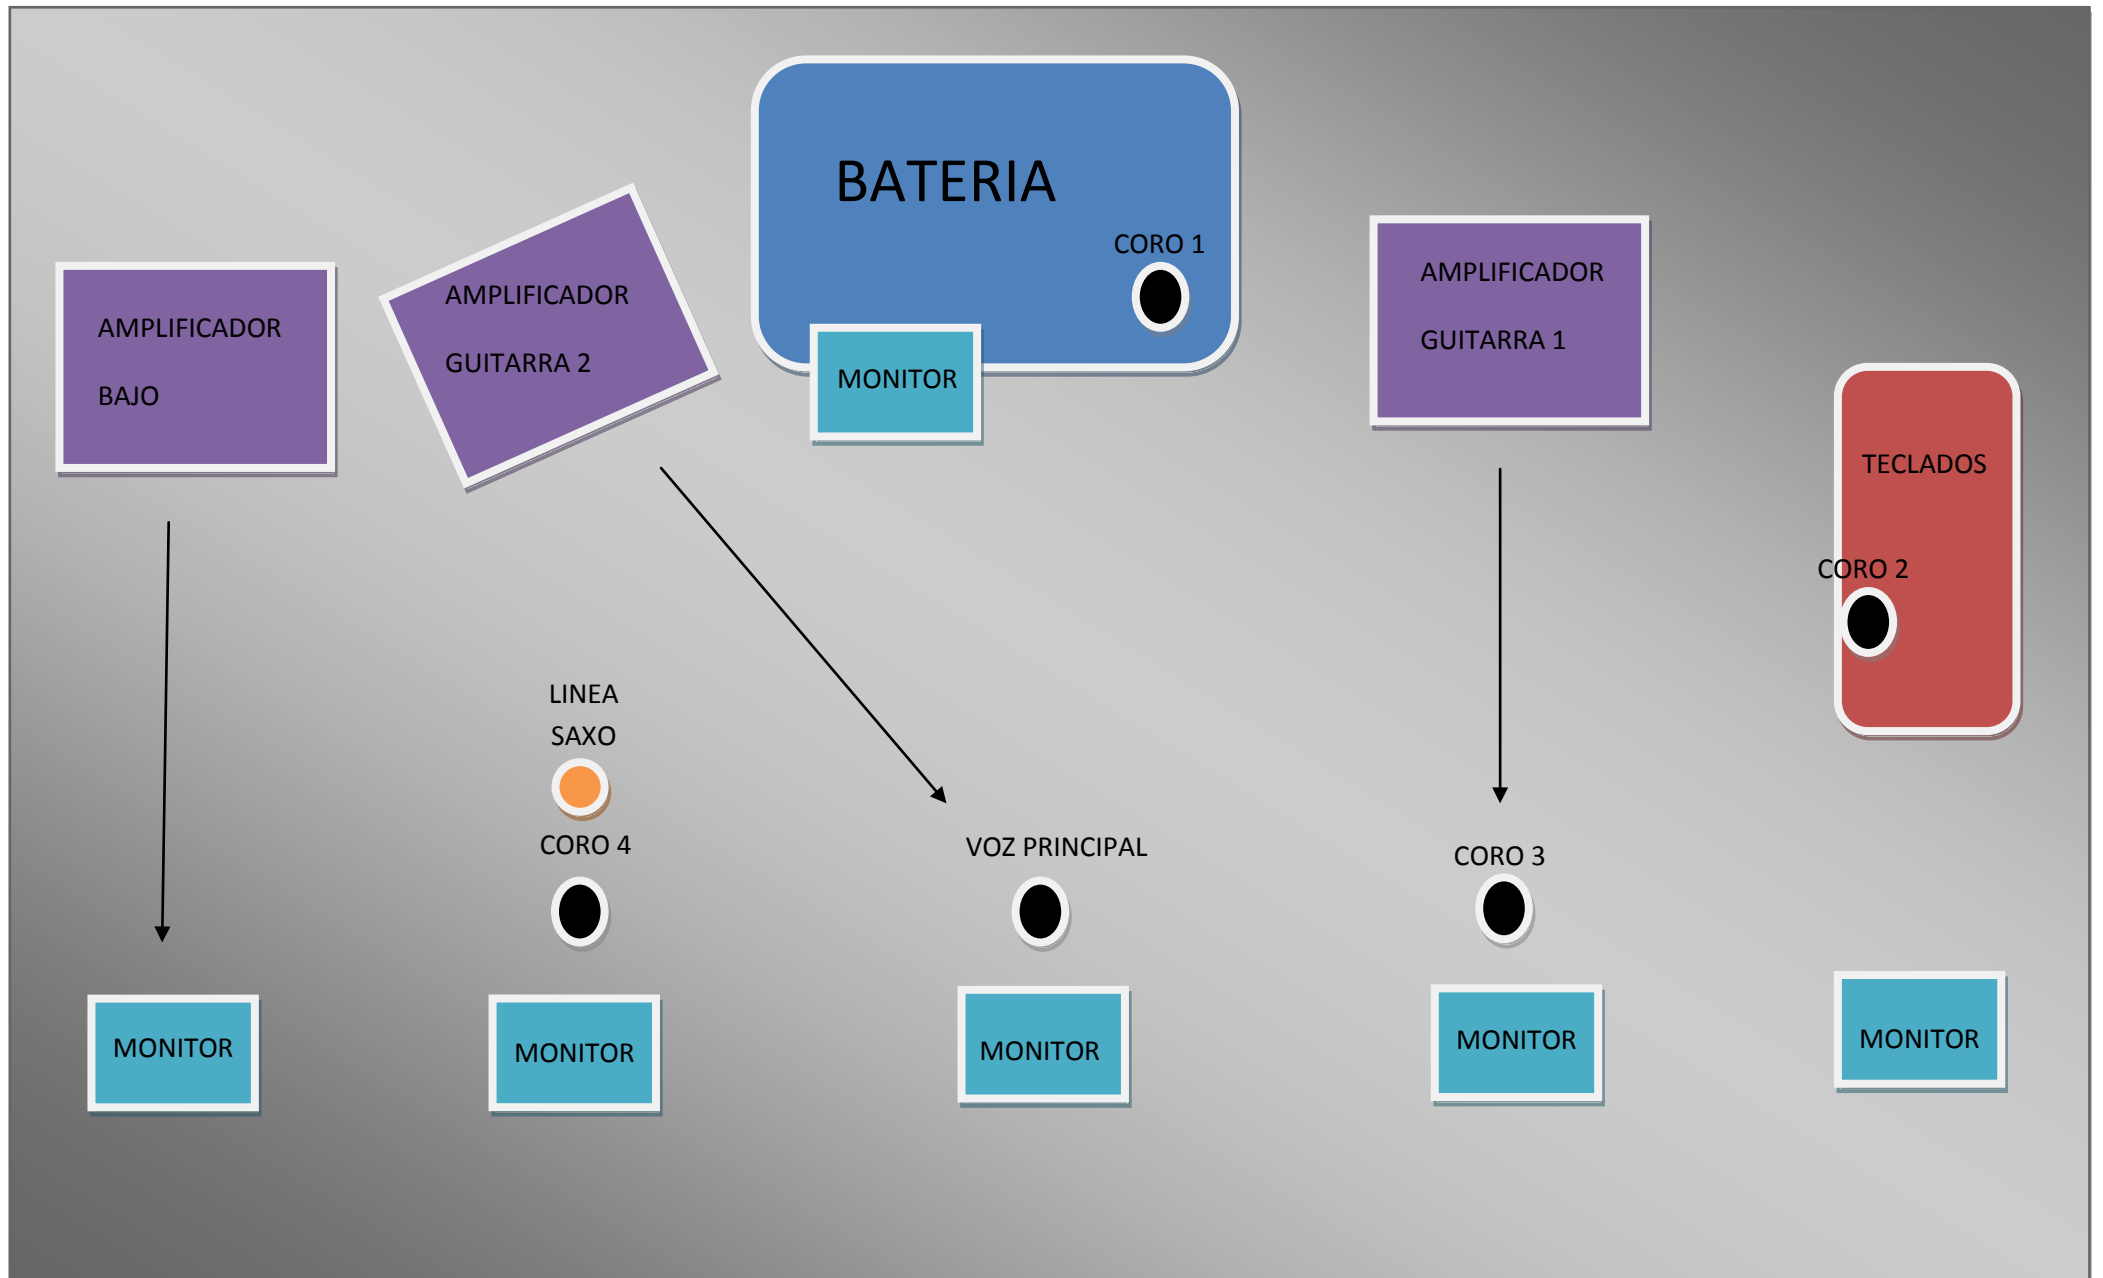 BATERIA
CORO 1
MONITOR
AMPLIFICADOR
GUITARRA 2
AMPLIFICADOR
BAJO
AMPLIFICADOR
GUITARRA 1
TECLADOS
CORO 2
LINEA
SAXO
CORO 4
VOZ PRINCIPAL
CORO 3
MONITOR
MONITOR
MONITOR
MONITOR
MONITOR